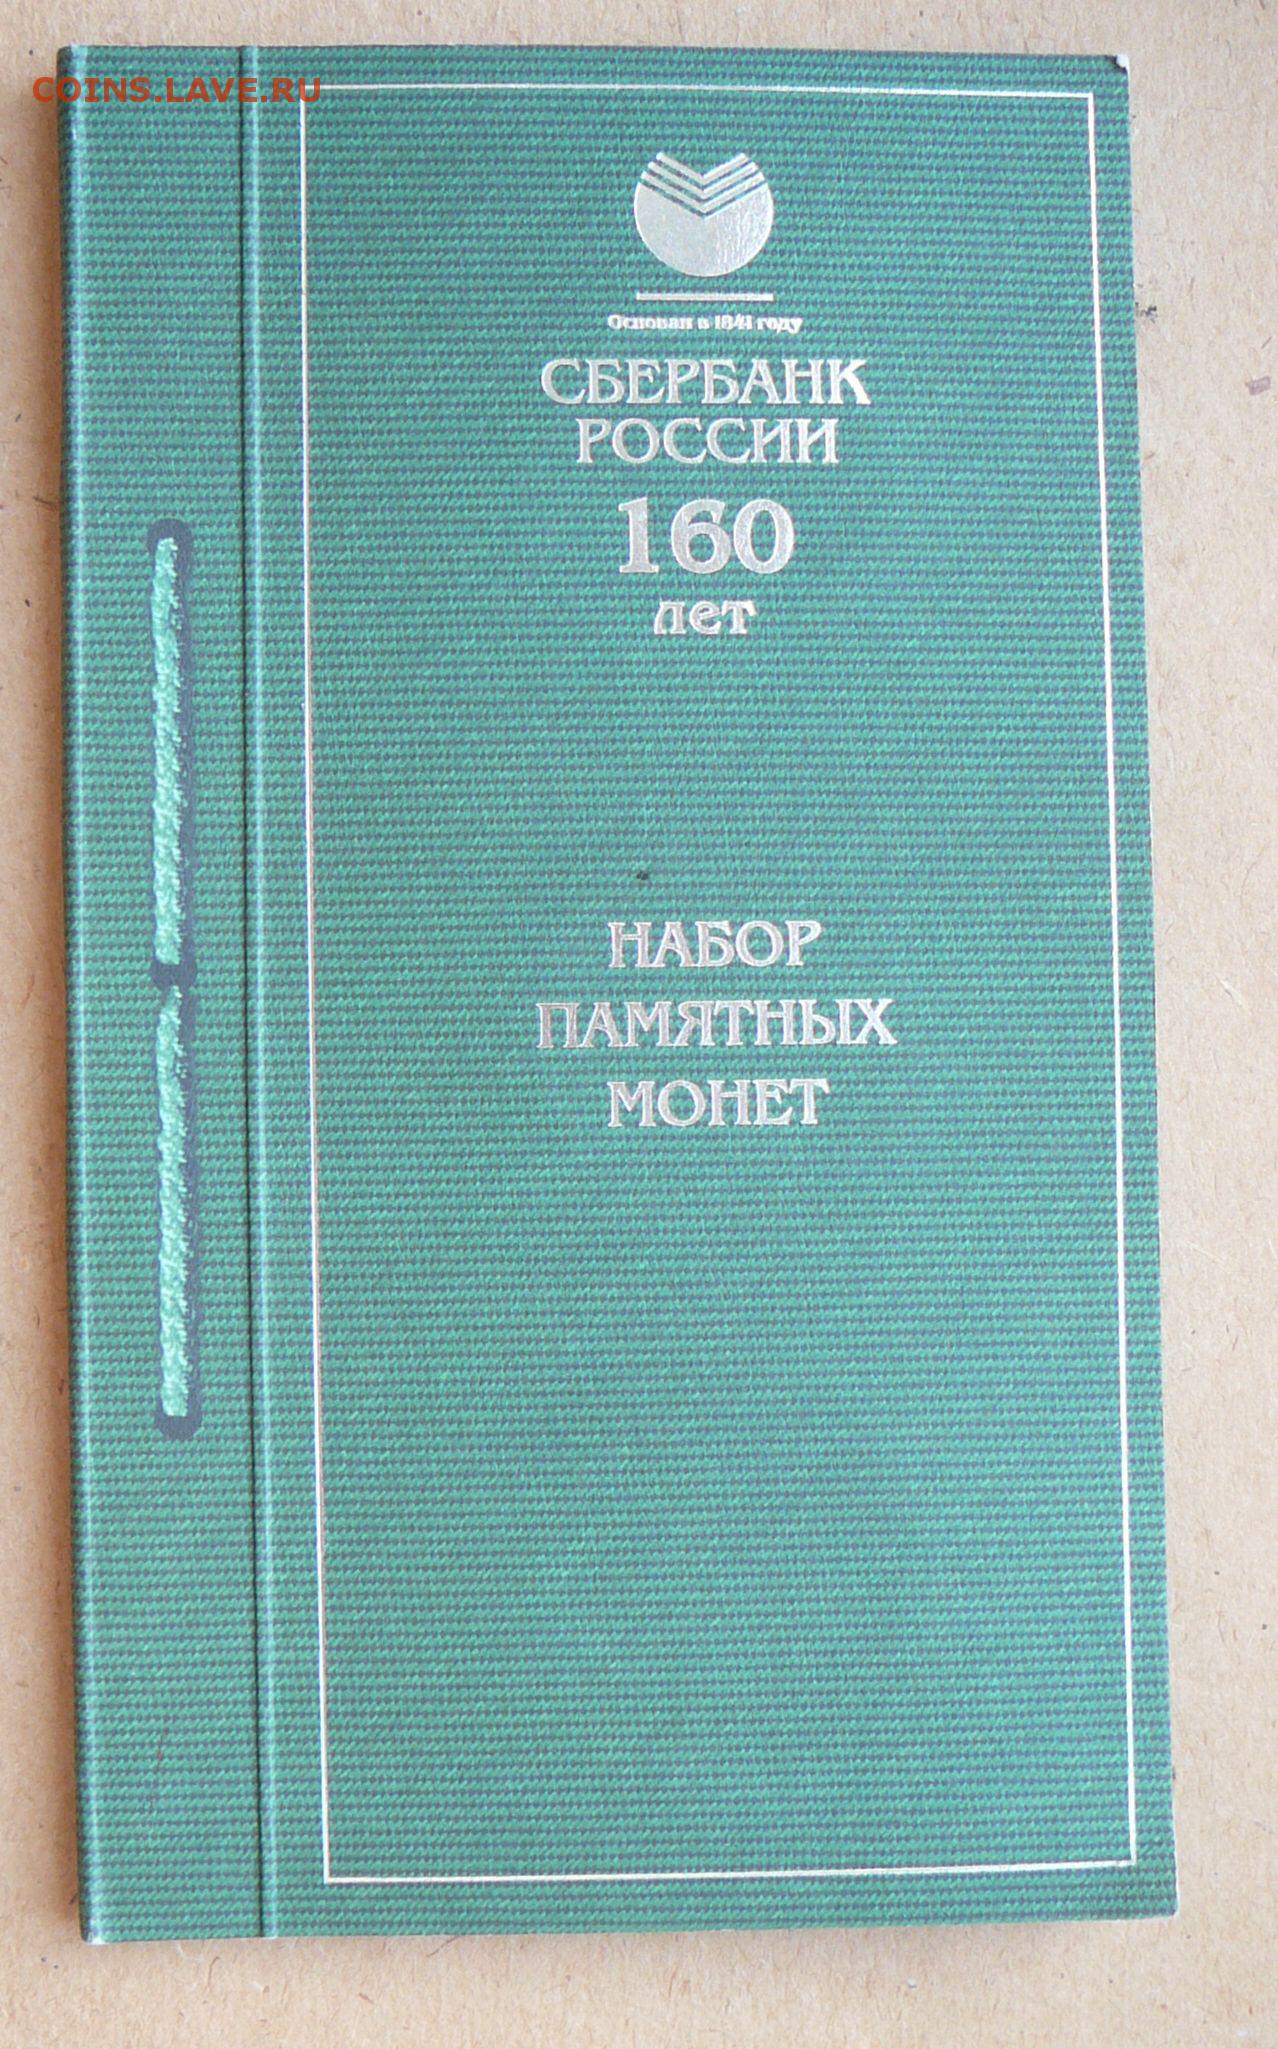 COINS.LAVE.RU
Основан в 1841 году
СБЕРБАНК
РОССИИ
160
лет
НАБОР
ПАМЯТНЫХ
МОНЕТ